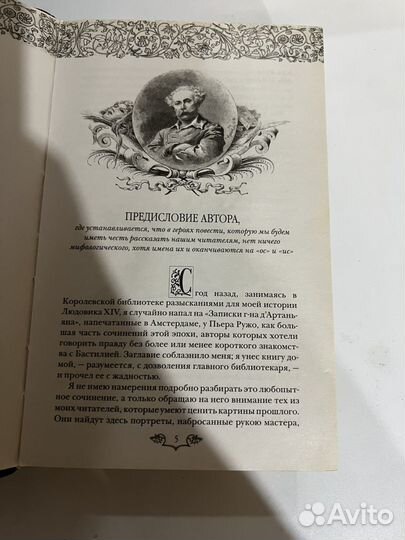 ПРЕДИСЛОВИЕ АВТОРА,
где устанавливается, что в героях повести, которую мы будем
иметь честь рассказать нашим читателям, нет ничего
мифологического, хотя имена их и оканчиваются на «ос» и «ис»
С год назад, занимаясь в
Королевской библиотеке разысканиями для моей истории
Людовика XIV, я случайно напал на «Записки г-на д'Артань-
яна», напечатанные в Амстердаме, у Пьера Ружо, как боль-
шая часть сочинений этой эпохи, авторы которых хотели
говорить правду без более или менее короткого знакомст-
ва с Бастилией. Заглавие соблазнило меня; я унес книгу до-
мой, – разумеется, с дозволения главного библиотекаря, –
и прочел ее с жадностью.
Я не имею намерения подробно разбирать это любопыт-
ное сочинение, а только обращаю на него внимание тех из
моих читателей, которые умеют ценить картины прошлого.
Они найдут здесь портреты, набросанные рукою мастера,
5
Avito